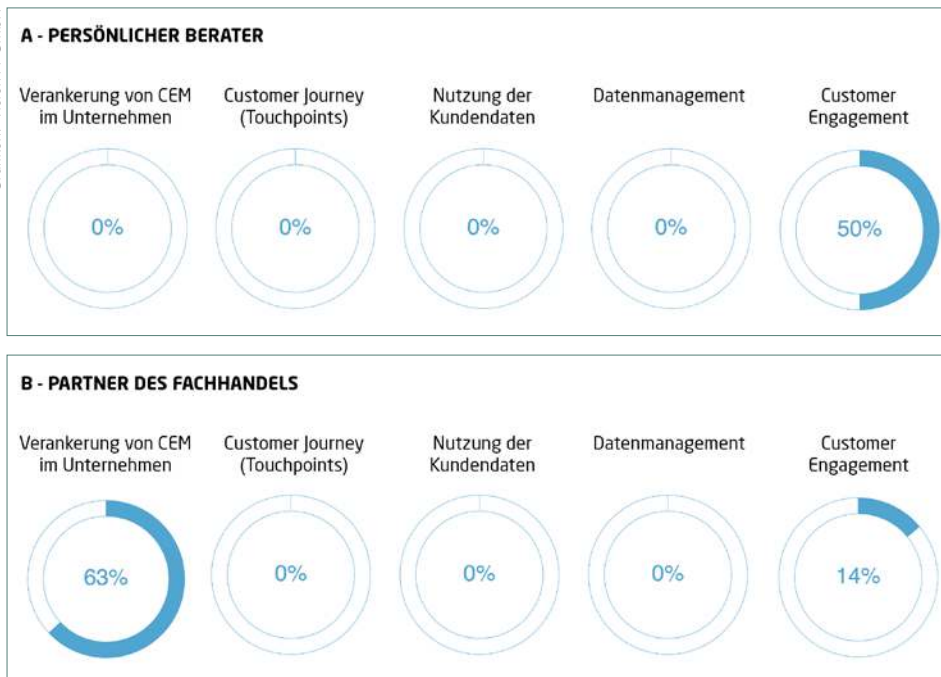 A - PERSÖNLICHER BERATER
Verankerung von CEM
im Unternehmen
Customer Journey
(Touchpoints)
Nutzung der
Kundendaten
Datenmanagement
Customer
Engagement
0%
0%
0%
0%
50%
B - PARTNER DES FACHHANDELS
Verankerung von CEM
im Unternehmen
Customer Journey
(Touchpoints)
Nutzung der
Kundendaten
Datenmanagement
Customer
Engagement
63%
0%
0%
0%
14%